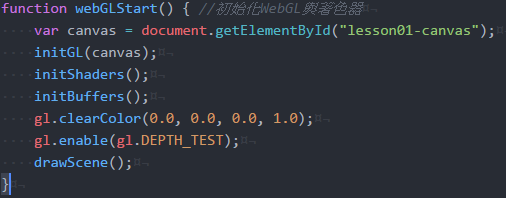 function webGLStart() { //初始化WebGL與著色器
    var canvas = document.getElementById("lesson01-canvas");
    initGL(canvas);
    initShaders();
    initBuffers();
    gl.clearColor(0.0, 0.0, 0.0, 1.0);
    gl.enable(gl.DEPTH_TEST);
    drawScene();
}